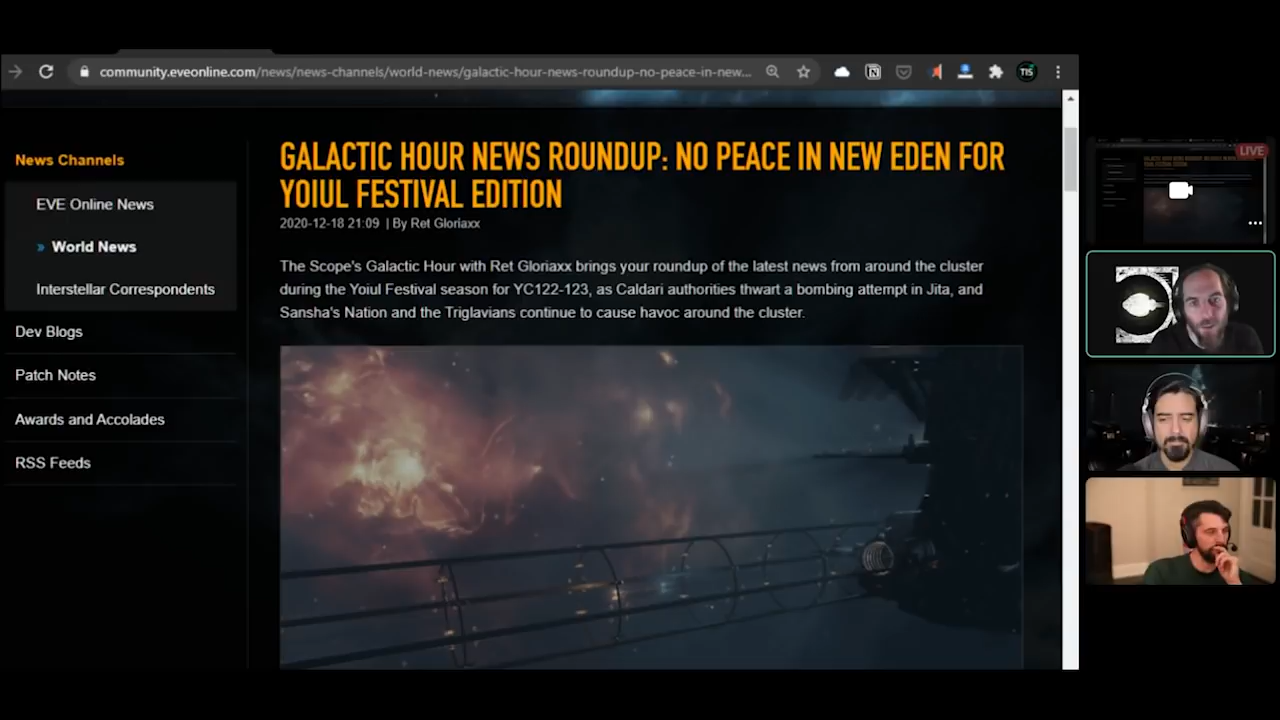 community.eveonline.com/news/news-channels/world-news/galactic-hour-news-roundup-no-peace-in-new...
TIS
News Channels
EVE Online News
» World News
Interstellar Correspondents
Dev Blogs
Patch Notes
Awards and Accolades
RSS Feeds
GALACTIC HOUR NEWS ROUNDUP: NO PEACE IN NEW EDEN FOR
YOIUL FESTIVAL EDITION
2020-12-18 21:09 | By Ret Gloriaxx
The Scope's Galactic Hour with Ret Gloriaxx brings your roundup of the latest news from around the cluster
during the Yoiul Festival season for YC122-123, as Caldari authorities thwart a bombing attempt in Jita, and
Sansha's Nation and the Triglavians continue to cause havoc around the cluster.
LIVE